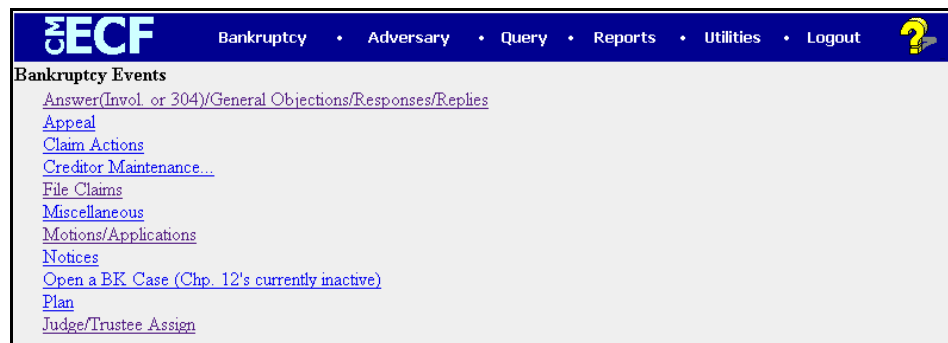 CM ECF Bankruptcy • Adversary • Query • Reports • Utilities • Logout ?
Bankruptcy Events
Answer(Invol. or 304)/General Objections/Responses/Replies
Appeal
Claim Actions
Creditor Maintenance...
File Claims
Miscellaneous
Motions/Applications
Notices
Open a BK Case (Chp. 12's currently inactive)
Plan
Judge/Trustee Assign